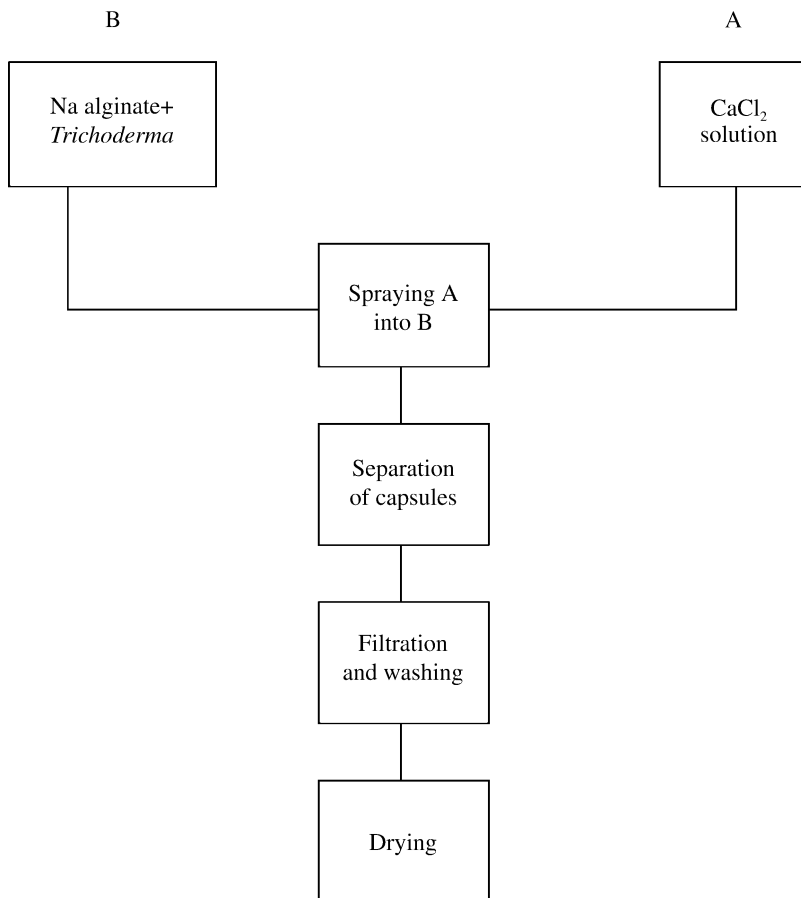 B
A
Na alginate+
Trichoderma
CaCl₂
solution
Spraying A
into B
Separation
of capsules
Filtration
and washing
Drying